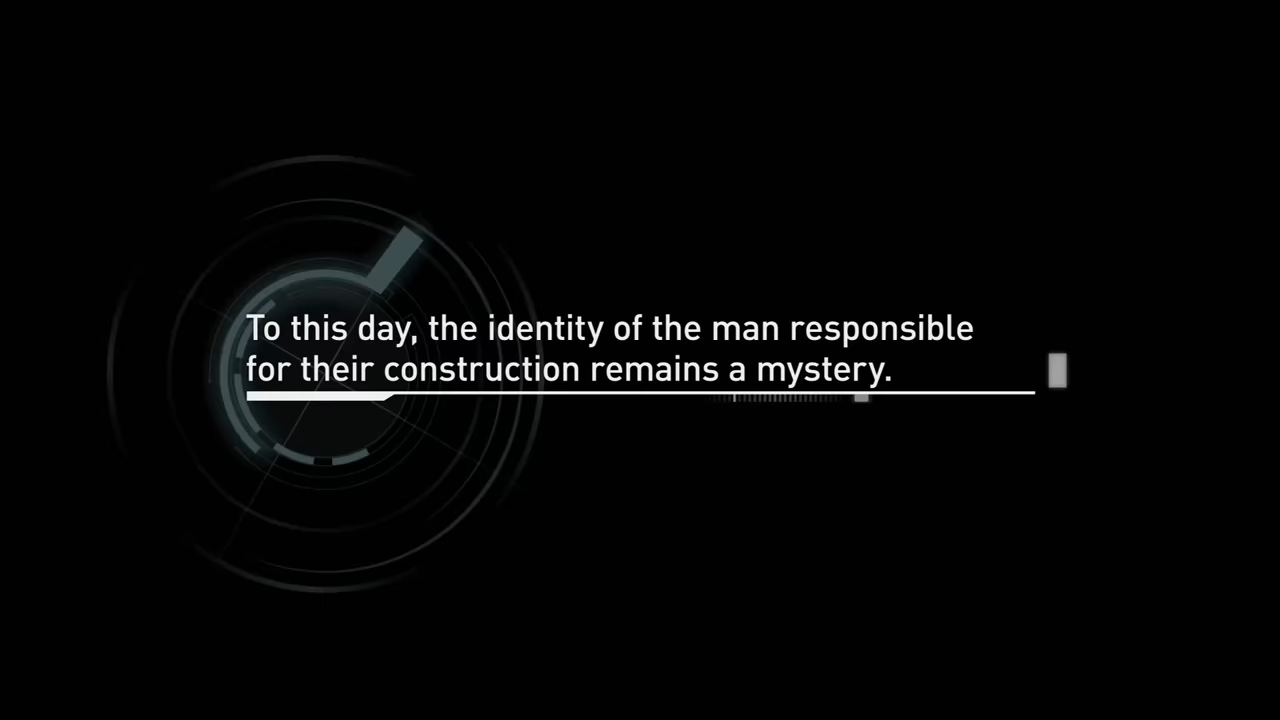 To this day, the identity of the man responsible
for their construction remains a mystery.